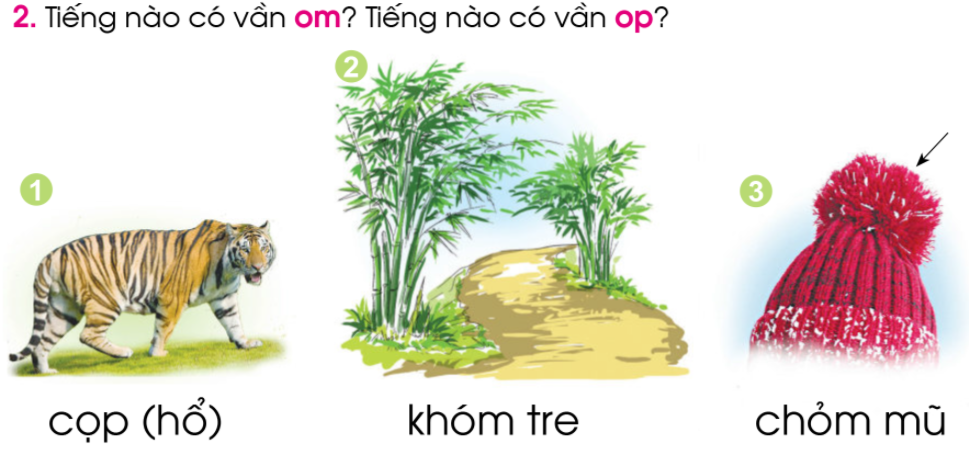 2. Tiếng nào có vần om? Tiếng nào có vần op?
1
2
3
cọp (hổ)
khóm tre
chỏm mũ